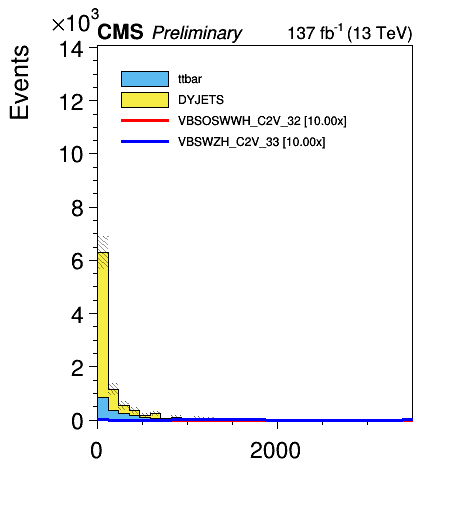 ×10³ CMS Preliminary 137 fb⁻¹ (13 TeV)
Events
14
12
10
8
6
4
2
0
ttbar
DYJETS
VBSOSWWH_C2V_32 [10.00x]
VBSWZH_C2V_33 [10.00x]
0 2000